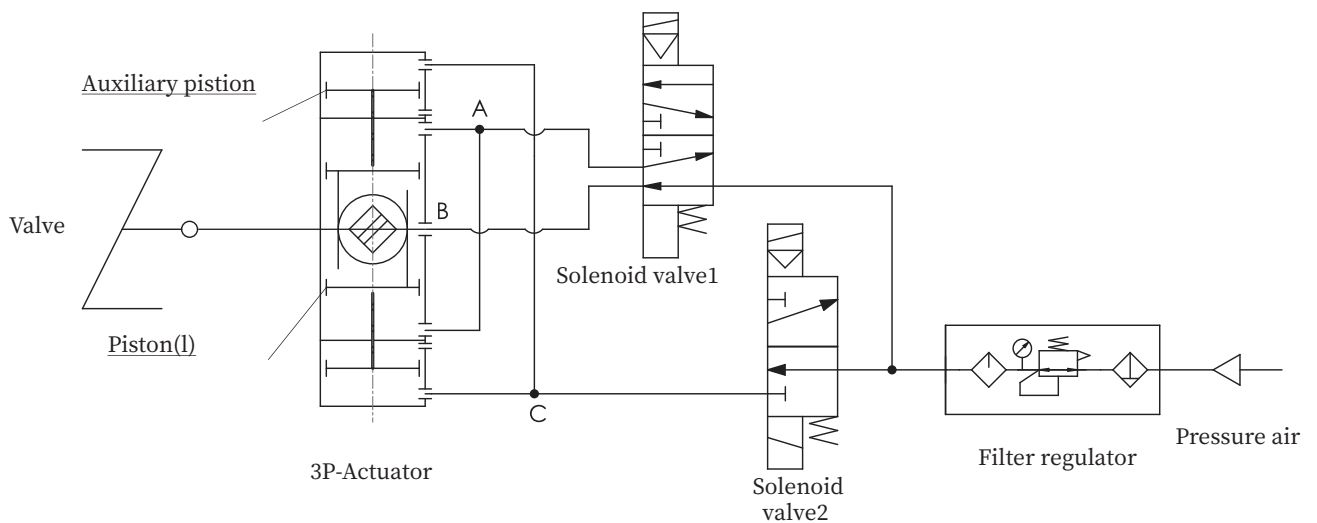 Auxiliary pistion
A
Valve
B
Solenoid valve1
Piston(l)
C
3P-Actuator
Solenoid
valve2
Filter regulator
Pressure air